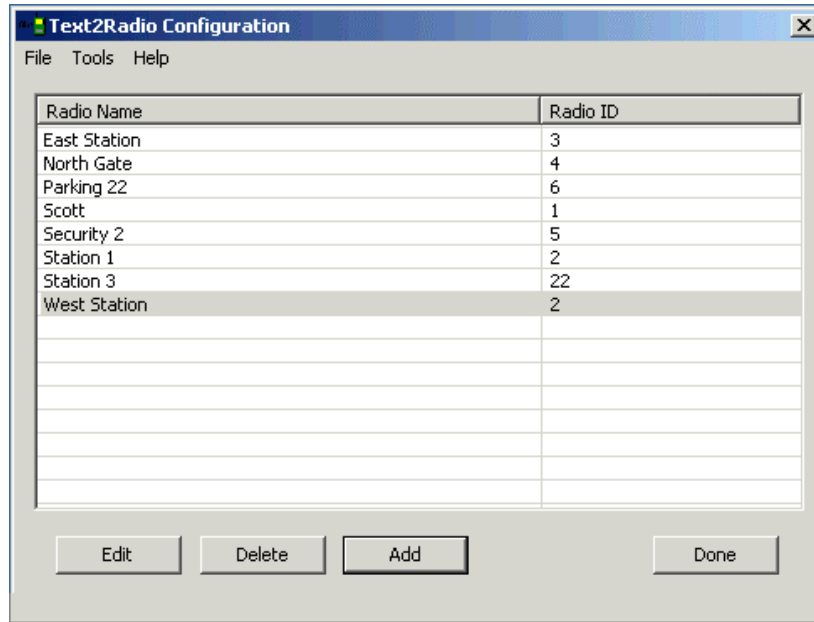 Text2Radio Configuration
File Tools Help
Radio Name Radio ID
East Station 3
North Gate 4
Parking 22 6
Scott 1
Security 2 5
Station 1 2
Station 3 22
West Station 2
Edit Delete Add Done